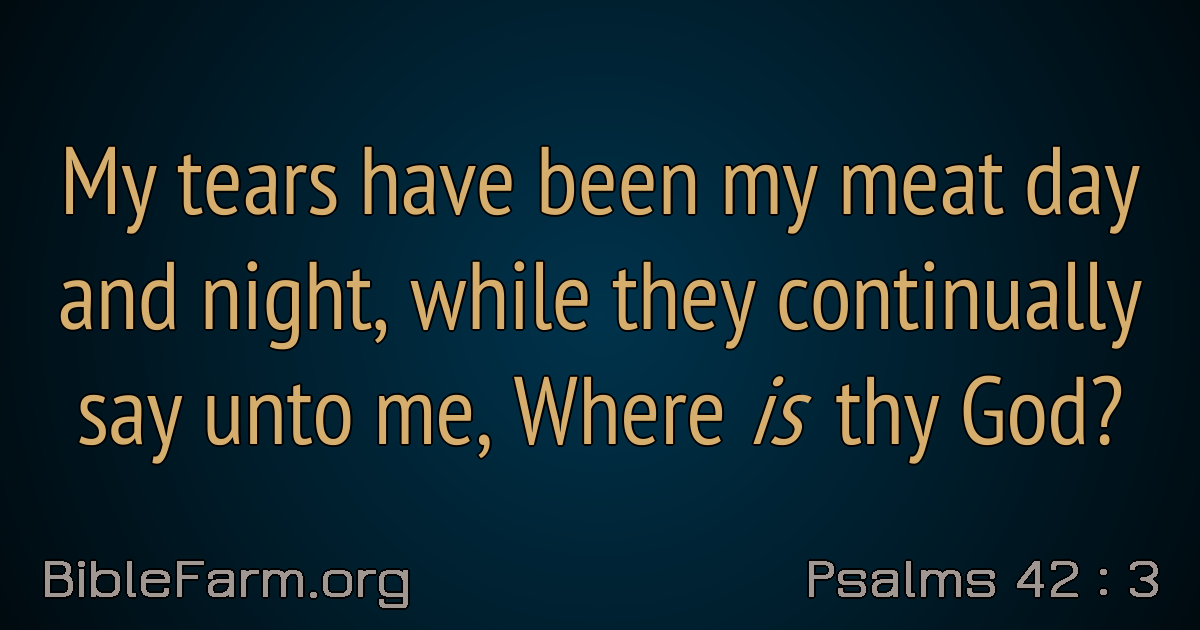 My tears have been my meat day
and night, while they continually
say unto me, Where is thy God?
BibleFarm.org
Psalms 42 : 3